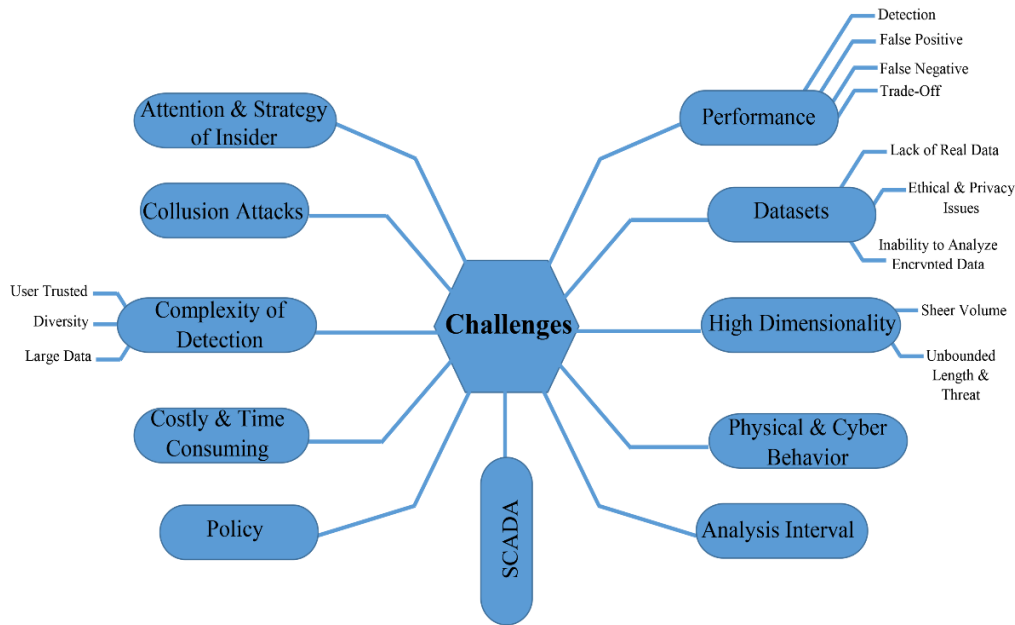 Detection
False Positive
False Negative
Trade-Off
Performance
Attention & Strategy
of Insider
Lack of Real Data
Ethical & Privacy
Issues
Datasets
Inability to Analyze
Encrypted Data
Collusion Attacks
User Trusted
Diversity
Large Data
Complexity of
Detection
Challenges
High Dimensionality
Sheer Volume
Unbounded
Length &
Threat
Costly & Time
Consuming
Physical & Cyber
Behavior
Policy
SCADA
Analysis Interval